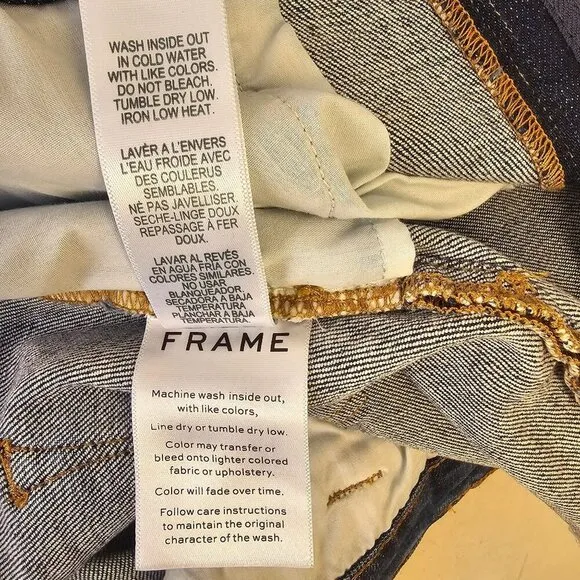 WASH INSIDE OUT
IN COLD WATER
WITH LIKE COLORS.
DO NOT BLEACH.
TUMBLE DRY LOW.
IRON LOW HEAT.
LAVÉR A L'ENVERS
L'EAU FROIDE AVEC
DES COULERUS
SEMBLABLES.
NÉ PAS JAVELLISER.
SECHE-LINGE DOUX
REPASSAGE À FER
DOUX.
LAVAR AL REVÉS
EN AGUA FRÍA CON
COLORES SIMILARES.
NO USAR
BLANQUEADOR.
SECADORA A BAJA
TEMPERATURA.
PLANCHAR A BAJA
TEMPERATURA.
FRAME
Machine wash inside out,
with like colors,
Line dry or tumble dry low.
Color may transfer or
bleed onto lighter colored
fabric or upholstery.
Color will fade over time.
Follow care instructions
to maintain the original
character of the wash.